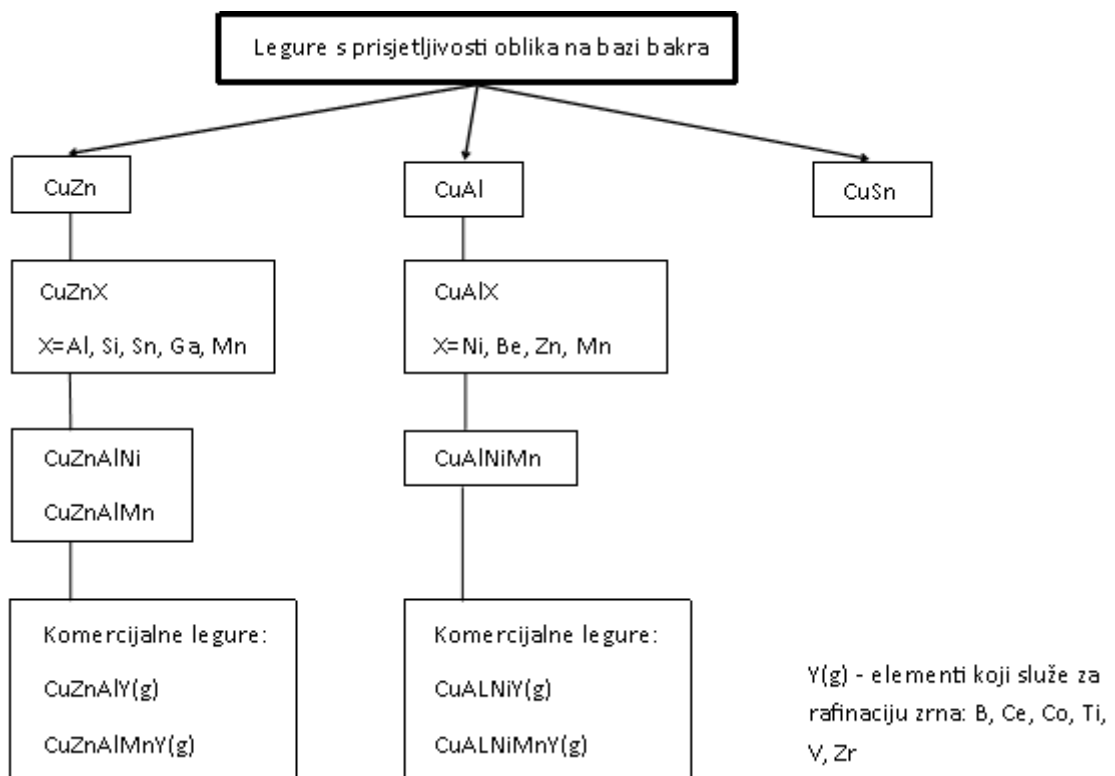 Legure s prisjetljivosti oblika na bazi bakra
CuZn
CuAl
CuSn
CuZnX
X=Al, Si, Sn, Ga, Mn
CuAlX
X=Ni, Be, Zn, Mn
CuZnAlNi
CuZnAlMn
CuAlNiMn
Komercijalne legure:
CuZnAlY(g)
CuZnAlMnY(g)
Komercijalne legure:
CuALNiY(g)
CuALNiMnY(g)
Y(g) - elementi koji služe za
rafinaciju zrna: B, Ce, Co, Ti,
V, Zr